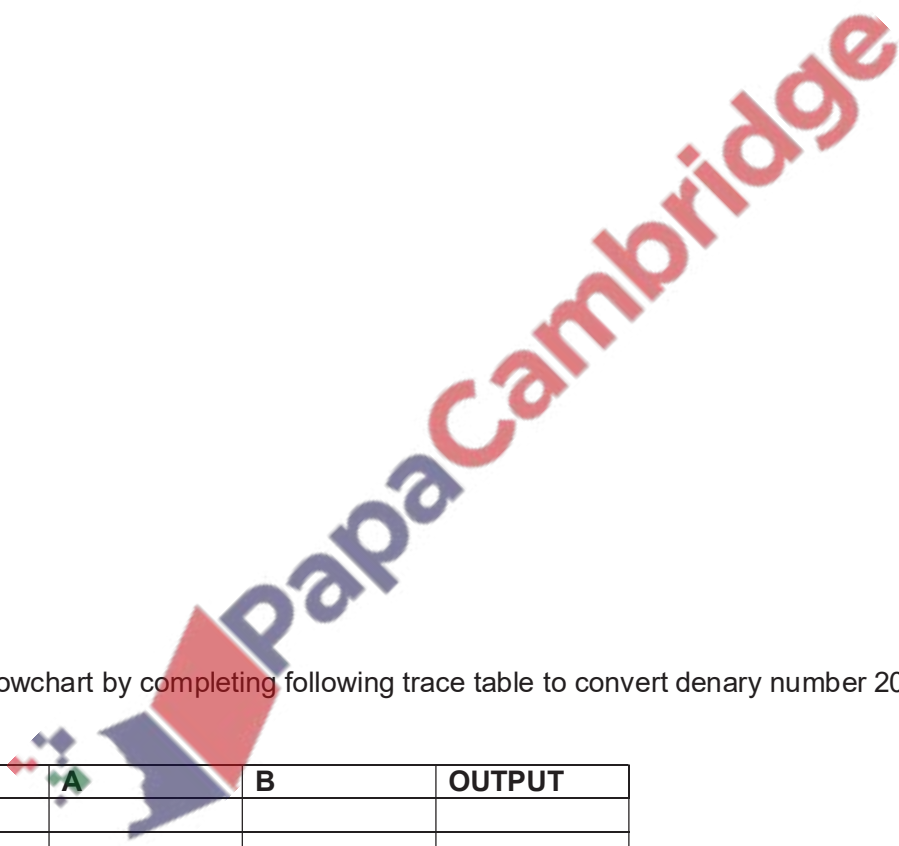 PapaCambridge
owchart by completing following trace table to convert denary number 20
A B OUTPUT